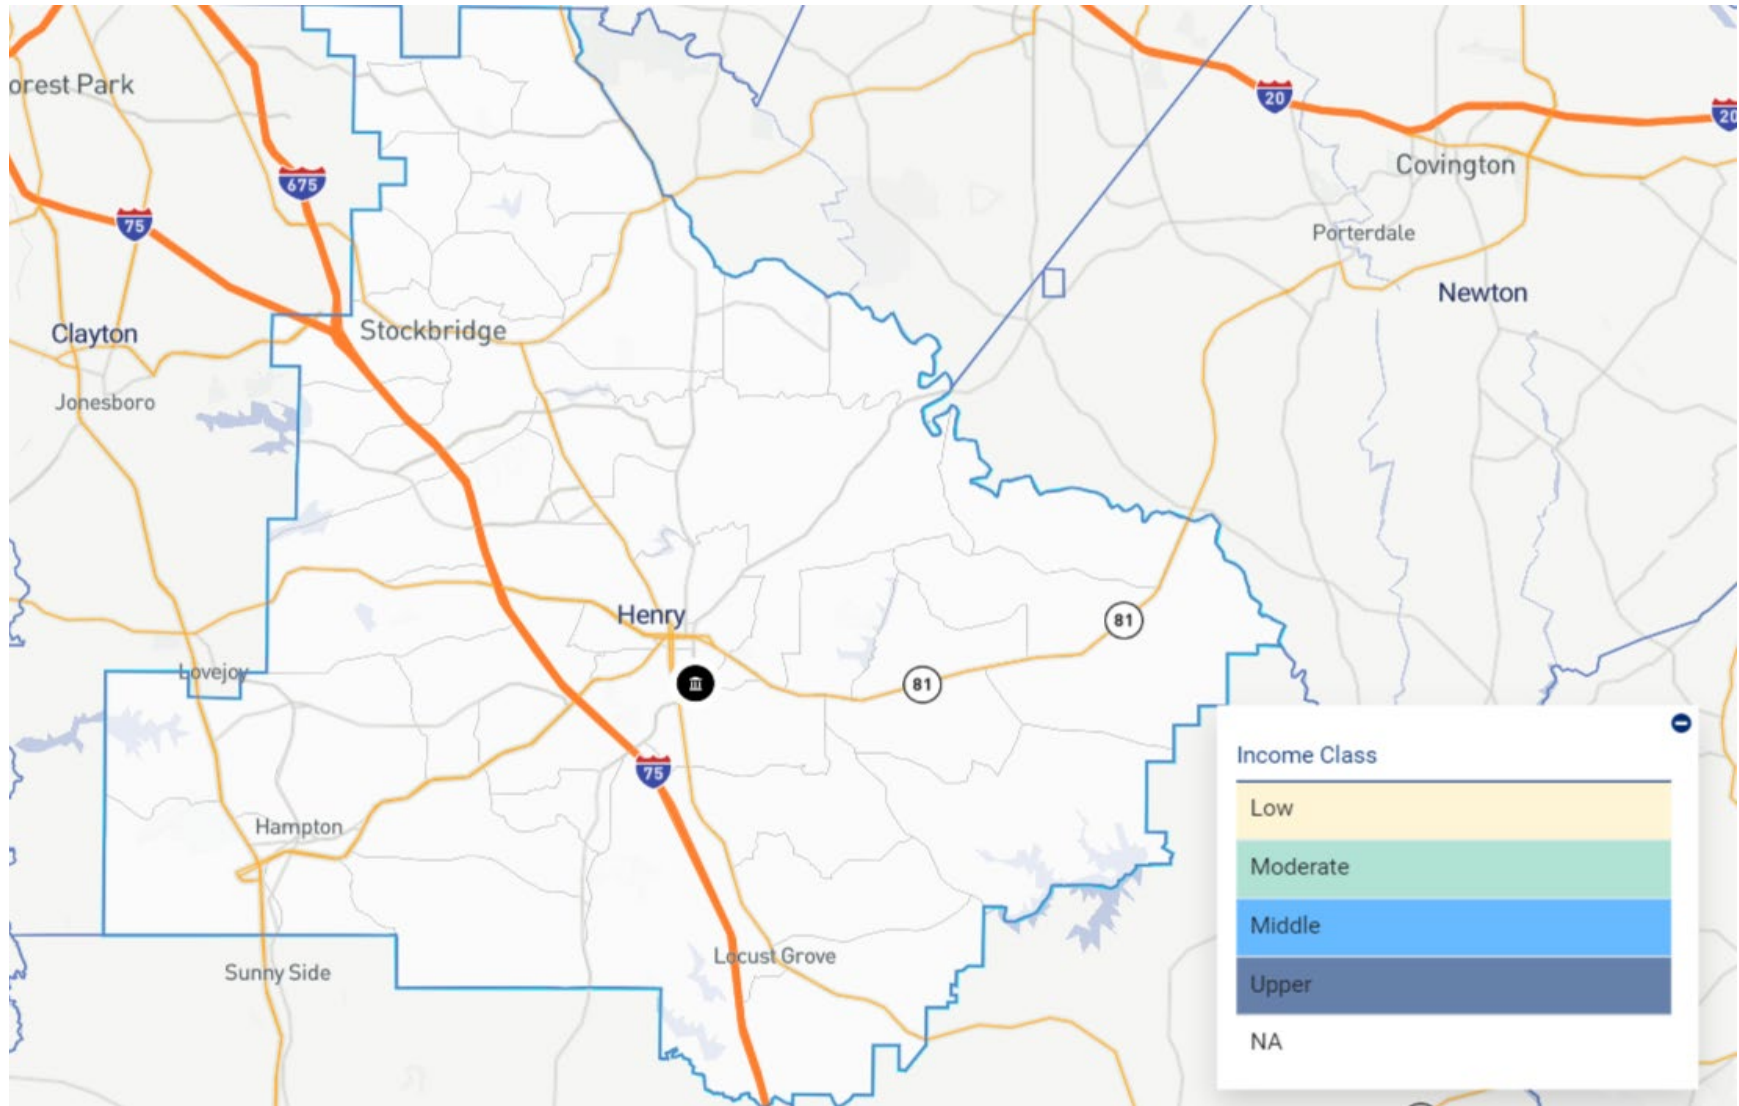 orest Park
20
20
Covington
675
75
Porterdale
Newton
Stockbridge
Clayton
Jonesboro
Henry
81
Lovejoy
81
75
Hampton
Locust Grove
Sunny Side
Income Class
Low
Moderate
Middle
Upper
NA